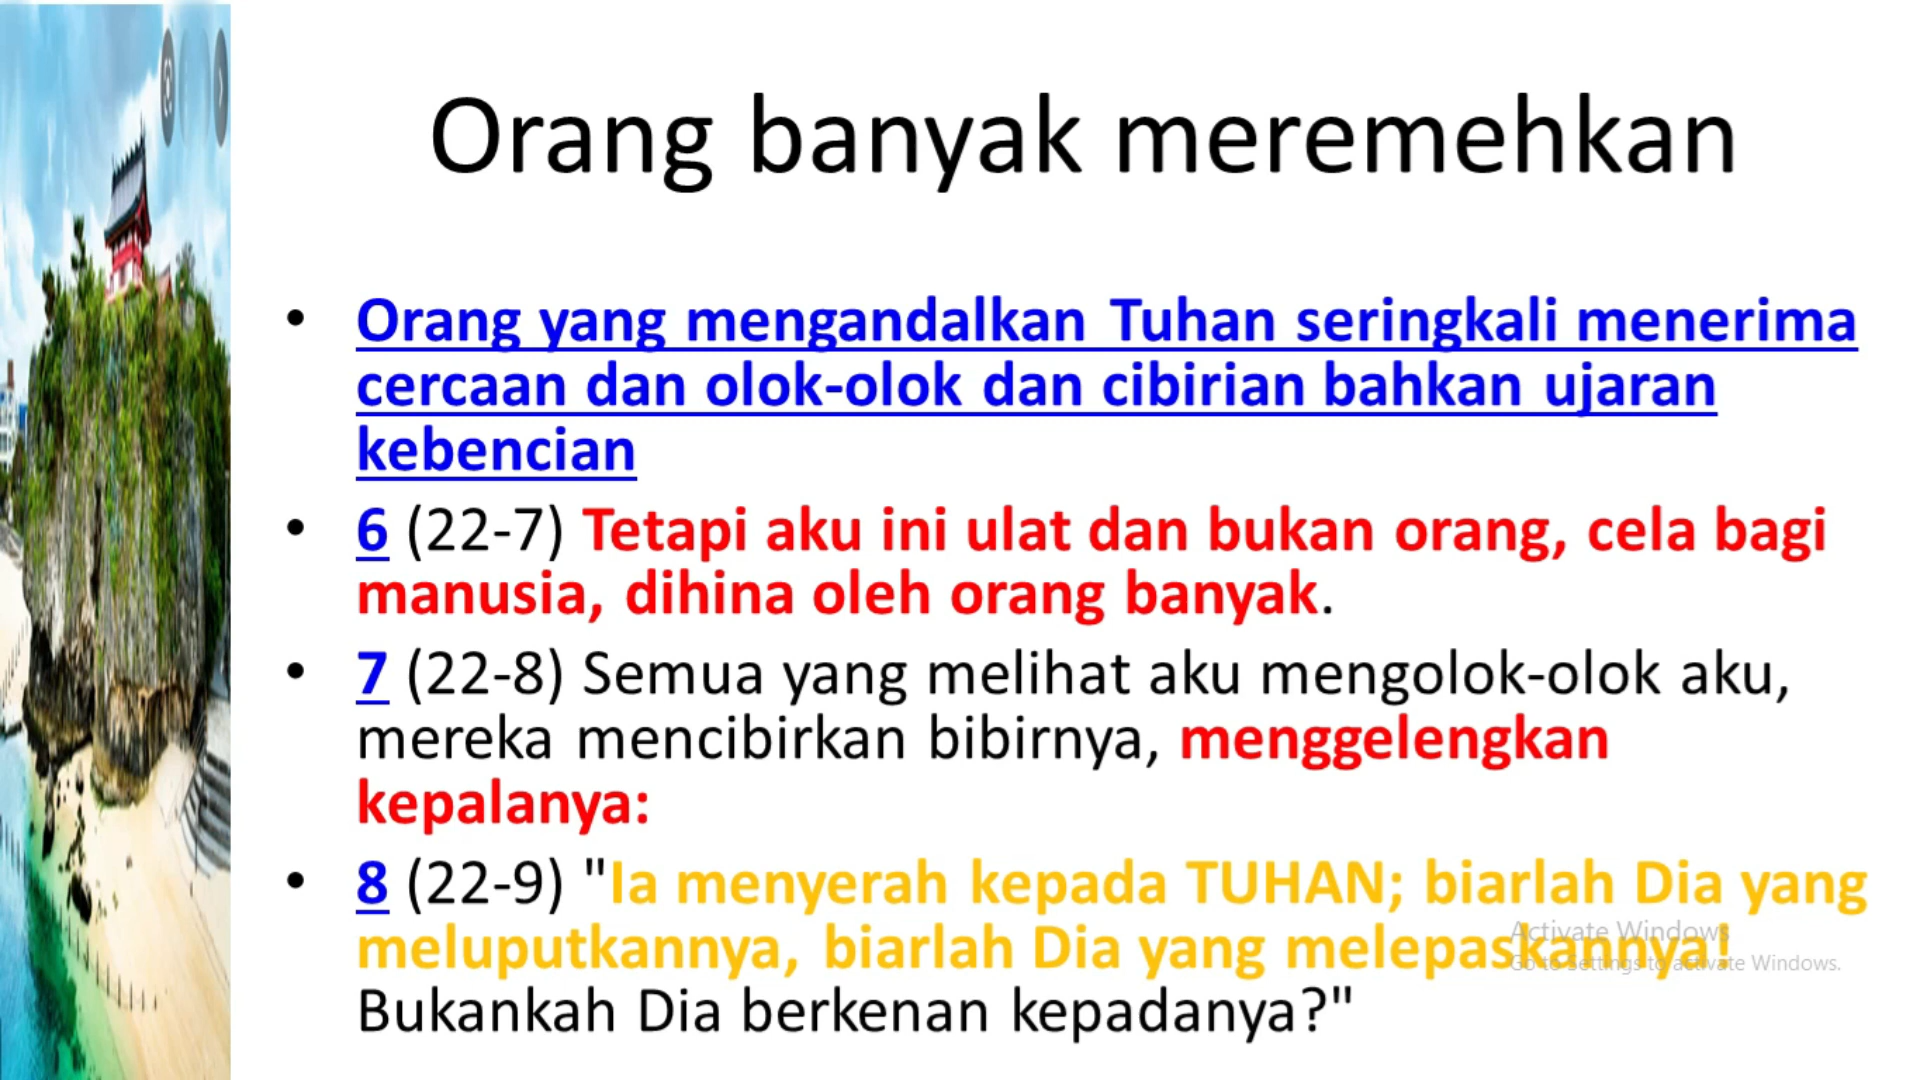 Orang banyak meremehkan
• Orang yang mengandalkan Tuhan seringkali menerima
cercaan dan olok-olok dan cibirian bahkan ujaran
kebencian
• 6 (22-7) Tetapi aku ini ulat dan bukan orang, cela bagi
manusia, dihina oleh orang banyak.
• 7 (22-8) Semua yang melihat aku mengolok-olok aku,
mereka mencibirkan bibirnya, menggelengkan
kepalanya:
• 8 (22-9) "Ia menyerah kepada TUHAN; biarlah Dia yang
meluputkannya, biarlah Dia yang melepaskannya!
Bukankah Dia berkenan kepadanya?"
Activate Windows
Go to Settings to activate Windows.